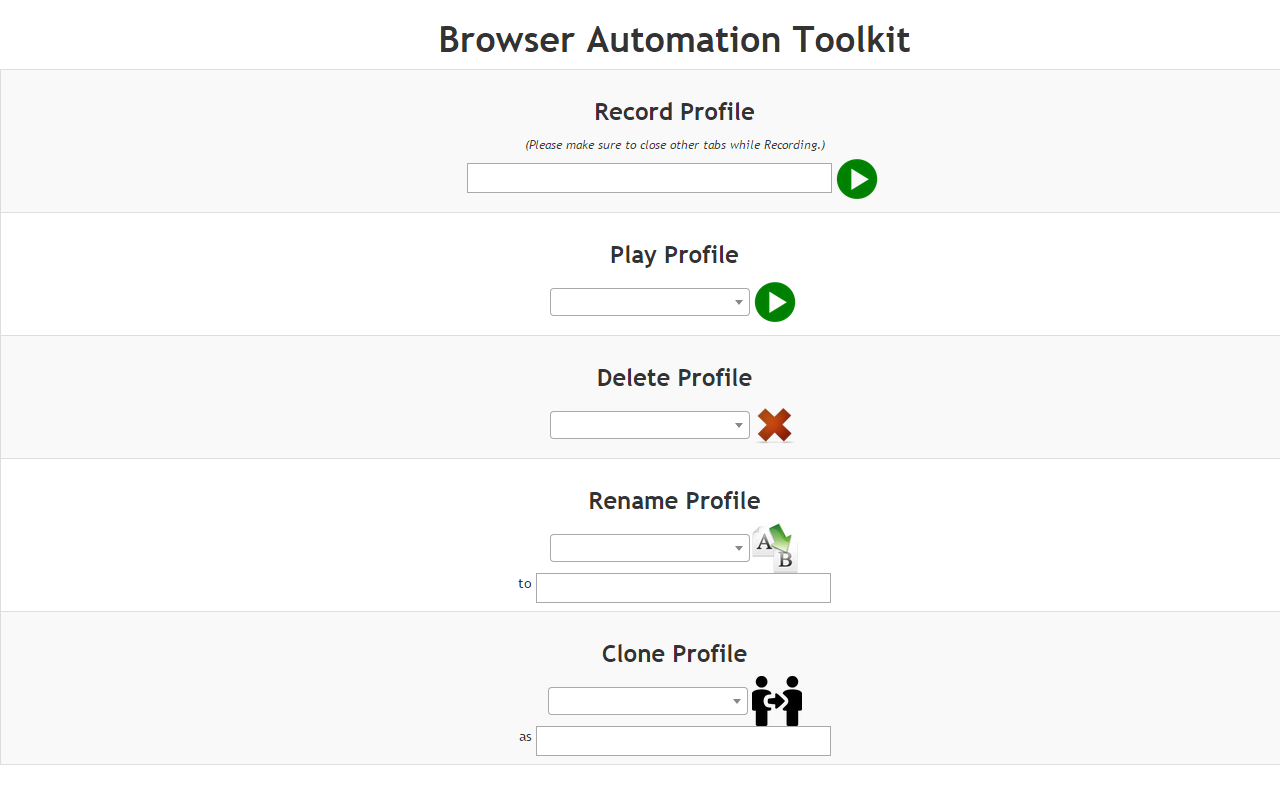 Browser Automation Toolkit
Record Profile
(Please make sure to close other tabs while Recording.)
Play Profile
Delete Profile
Rename Profile
A
B
to
Clone Profile
as